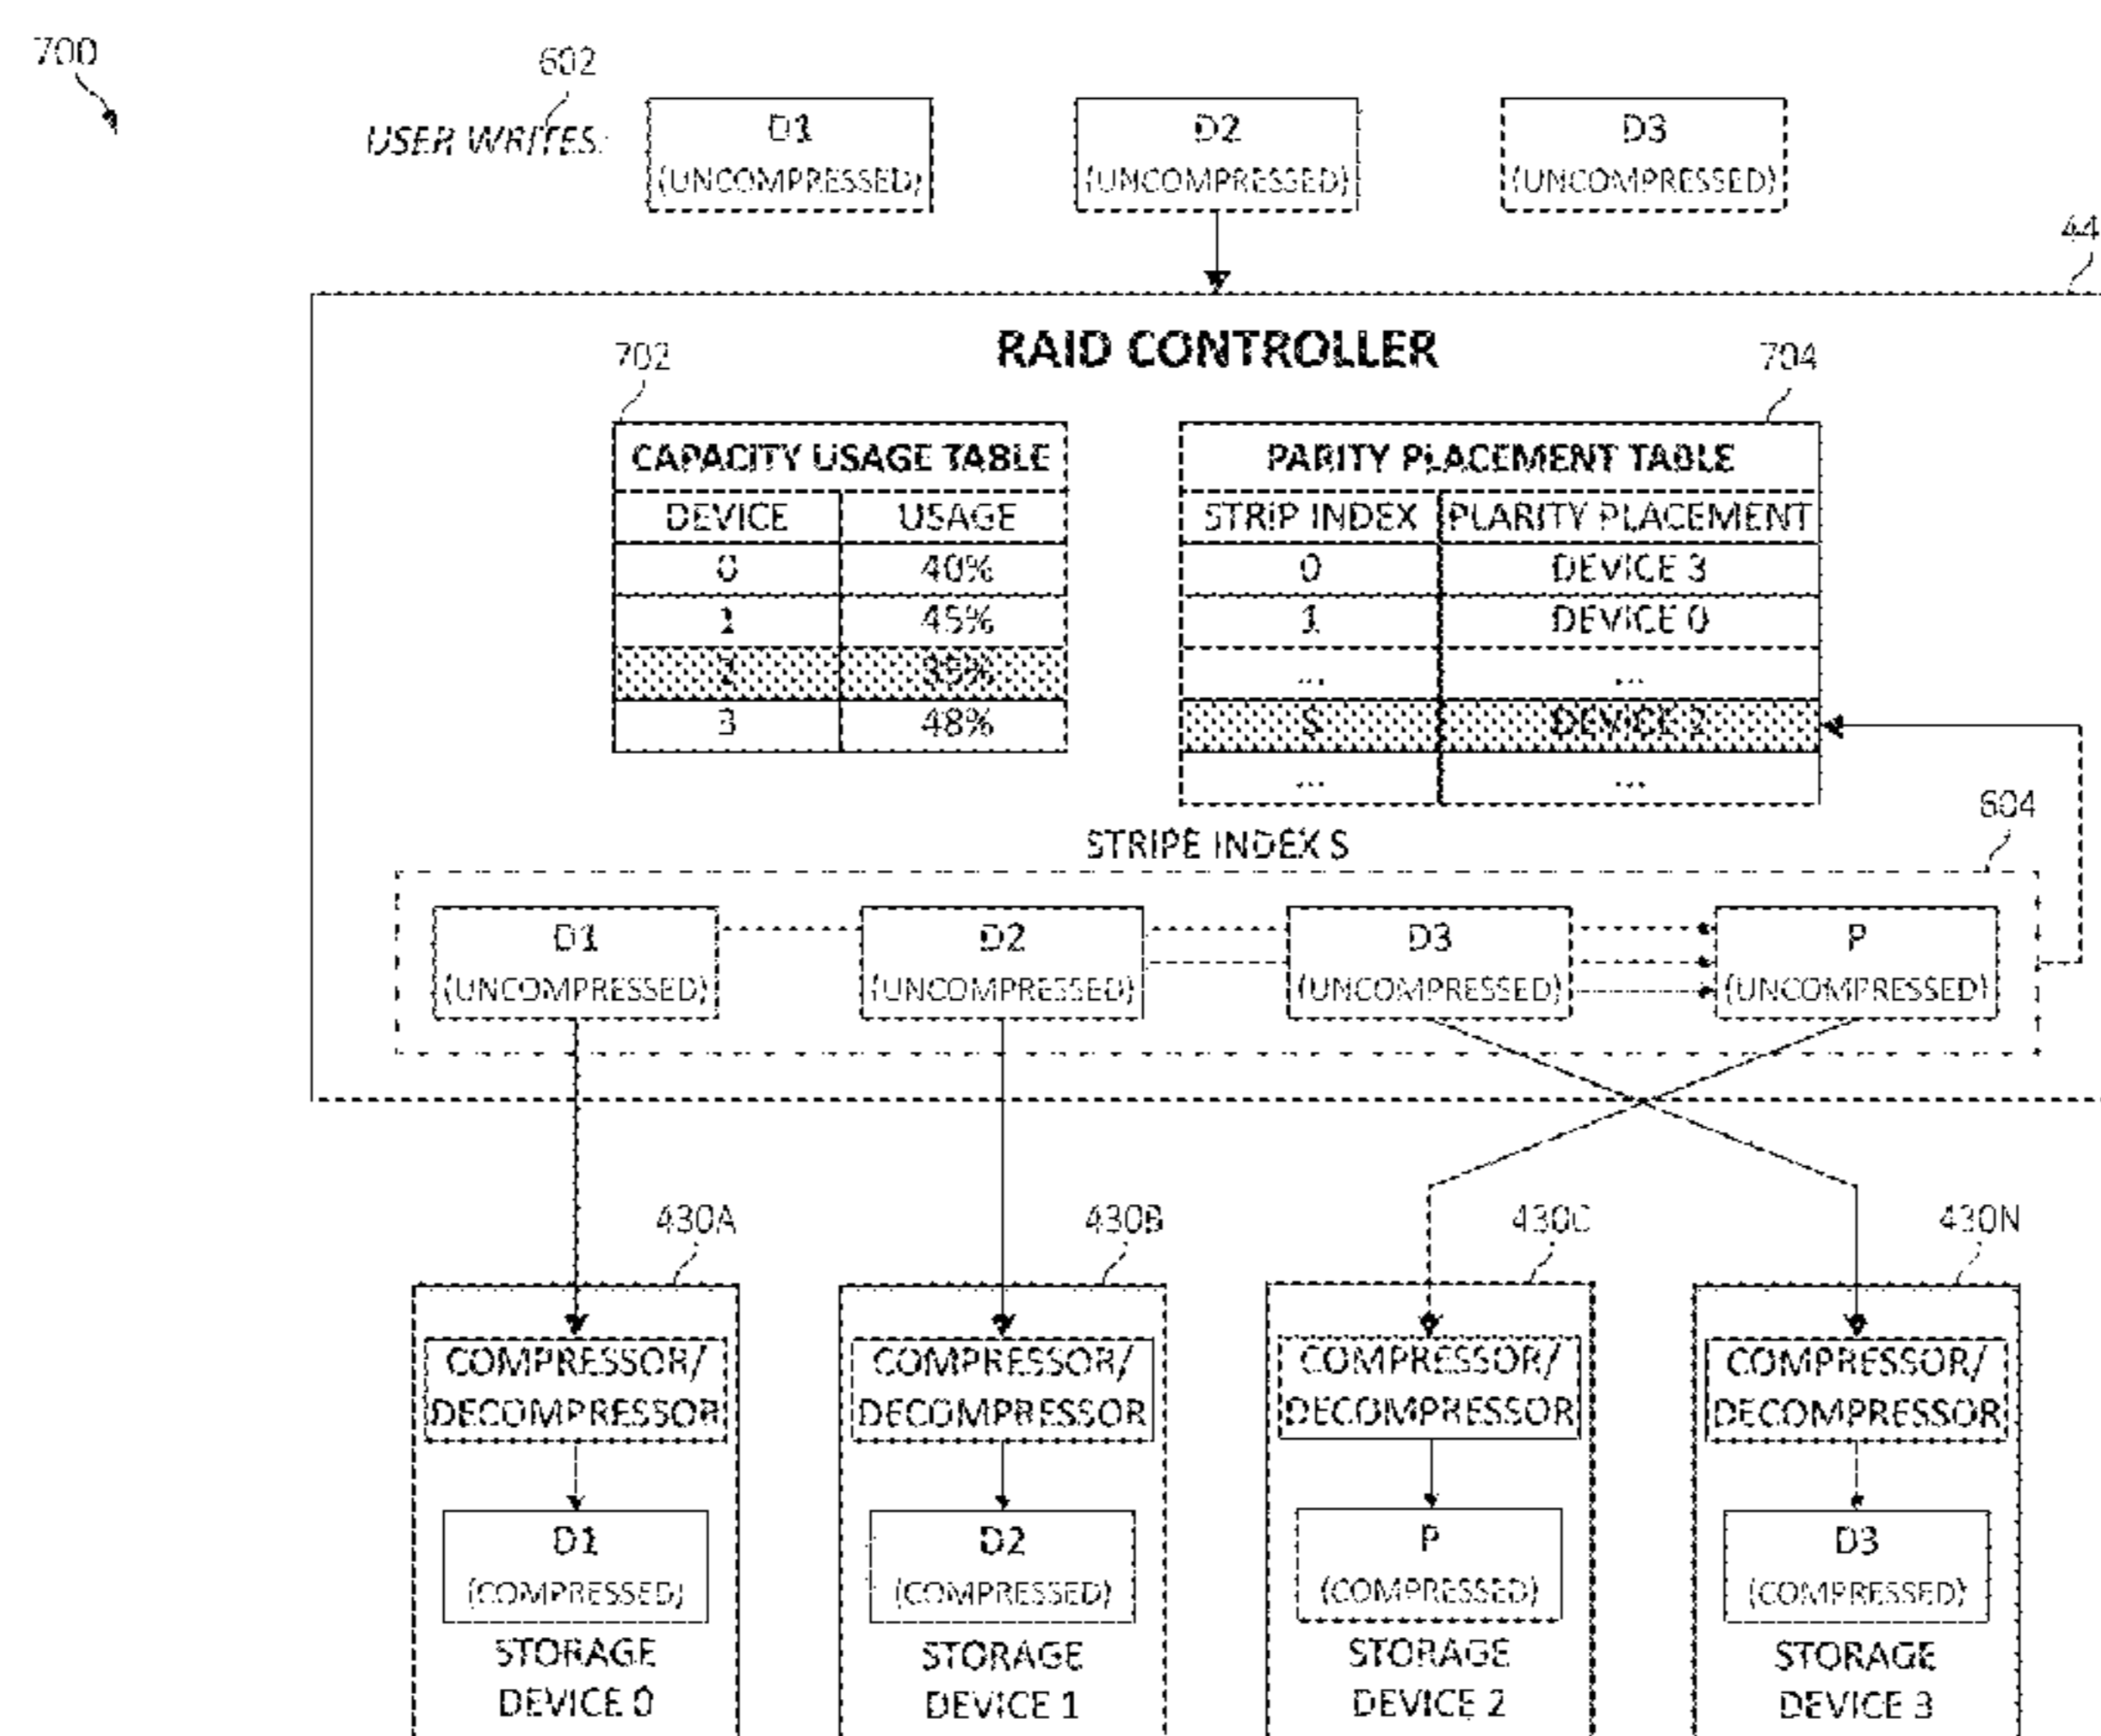 700
602
USER WRITES:
D1
(UNCOMPRESSED)
D2
(UNCOMPRESSED)
D3
(UNCOMPRESSED)
44
RAID CONTROLLER
702
704
CAPACITY USAGE TABLE
DEVICE USAGE
0 40%
1 45%
2 35%
3 48%
PARITY PLACEMENT TABLE
STRIP INDEX PLARITY PLACEMENT
0 DEVICE 3
1 DEVICE 0
... ...
S DEVICE 2
... ...
604
STRIPE INDEX S
D1
(UNCOMPRESSED)
D2
(UNCOMPRESSED)
D3
(UNCOMPRESSED)
P
(UNCOMPRESSED)
430A
430B
430C
430N
COMPRESSOR/
DECOMPRESSOR
D1
(COMPRESSED)
STORAGE
DEVICE 0
COMPRESSOR/
DECOMPRESSOR
D2
(COMPRESSED)
STORAGE
DEVICE 1
COMPRESSOR/
DECOMPRESSOR
P
(COMPRESSED)
STORAGE
DEVICE 2
COMPRESSOR/
DECOMPRESSOR
D3
(COMPRESSED)
STORAGE
DEVICE 3